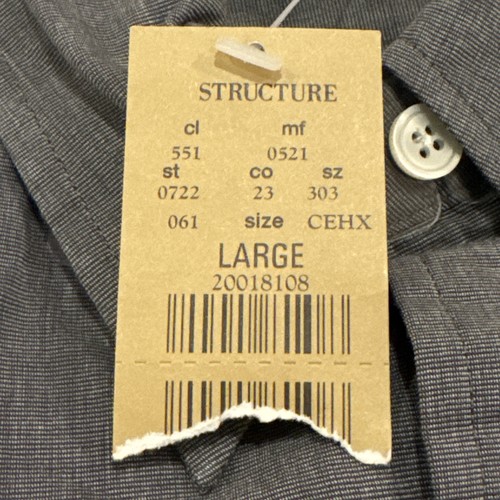 STRUCTURE
cl mf
551 0521
st co sz
0722 23 303
061 size CEHX
LARGE
20018108